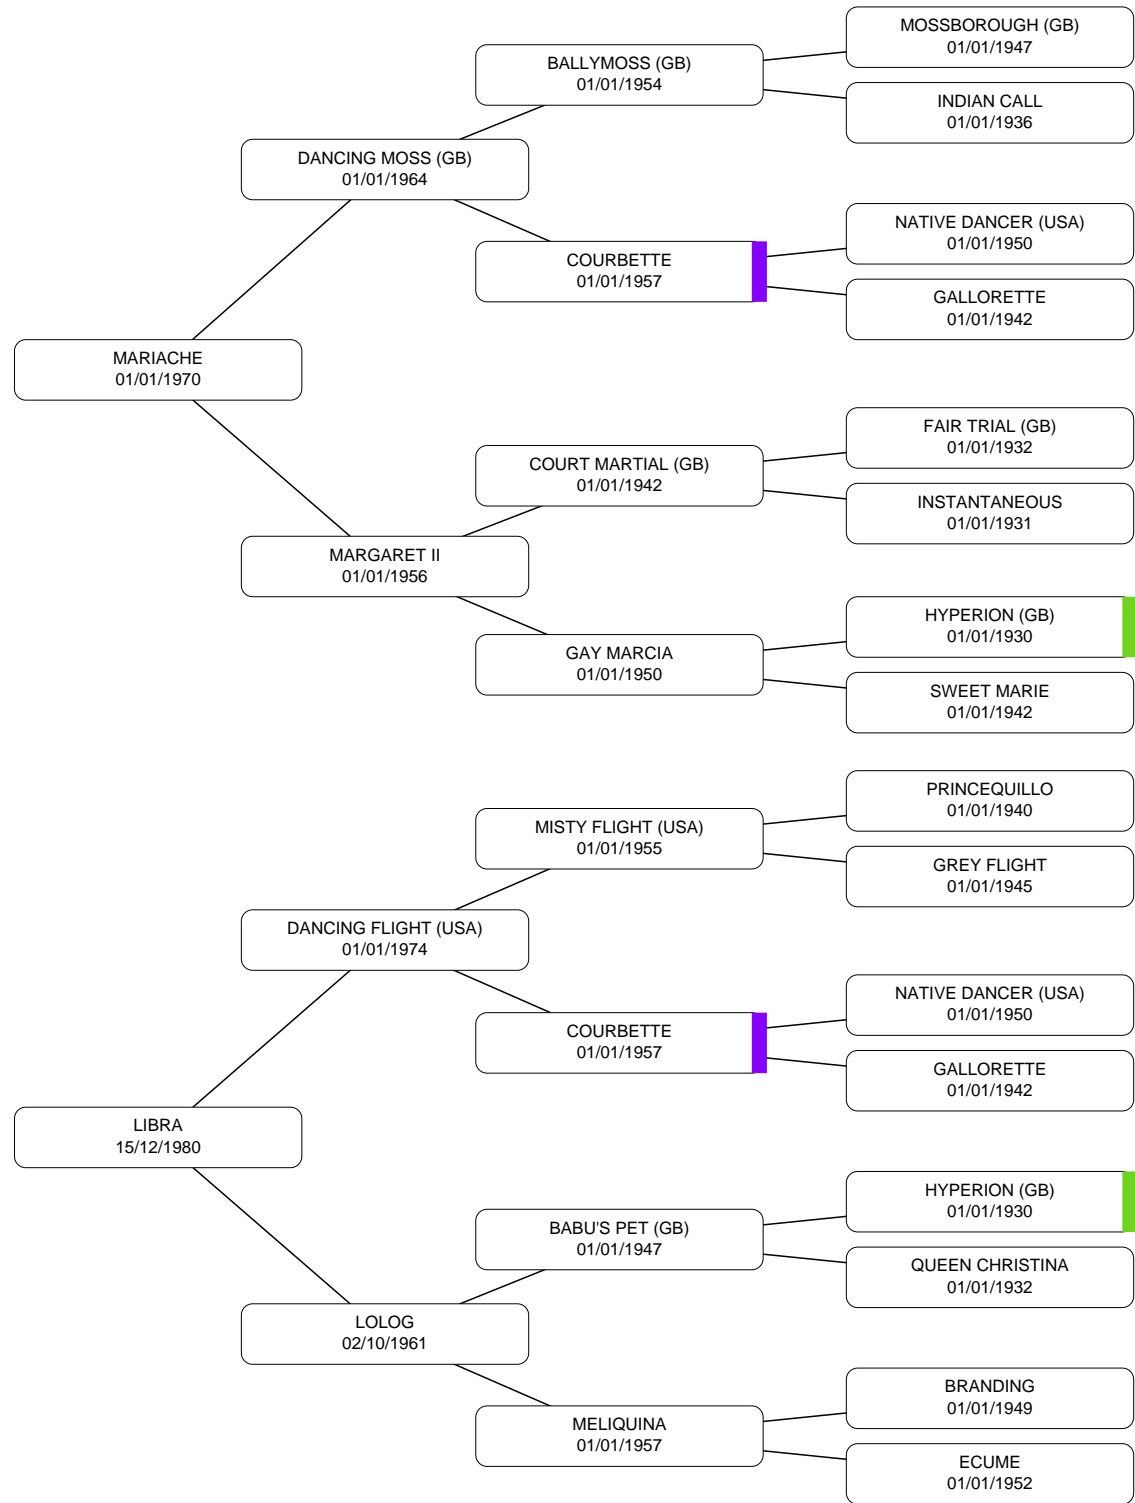 MOSSBOROUGH (GB)
01/01/1947
BALLYMOSS (GB)
01/01/1954
INDIAN CALL
01/01/1936
DANCING MOSS (GB)
01/01/1964
NATIVE DANCER (USA)
01/01/1950
COURBETTE
01/01/1957
GALLORETTE
01/01/1942
MARIACHE
01/01/1970
FAIR TRIAL (GB)
01/01/1932
COURT MARTIAL (GB)
01/01/1942
INSTANTANEOUS
01/01/1931
MARGARET II
01/01/1956
HYPERION (GB)
01/01/1930
GAY MARCIA
01/01/1950
SWEET MARIE
01/01/1942
PRINCEQUILLO
01/01/1940
MISTY FLIGHT (USA)
01/01/1955
GREY FLIGHT
01/01/1945
DANCING FLIGHT (USA)
01/01/1974
NATIVE DANCER (USA)
01/01/1950
COURBETTE
01/01/1957
GALLORETTE
01/01/1942
LIBRA
15/12/1980
HYPERION (GB)
01/01/1930
BABU'S PET (GB)
01/01/1947
QUEEN CHRISTINA
01/01/1932
LOLOG
02/10/1961
BRANDING
01/01/1949
MELIQUINA
01/01/1957
ECUME
01/01/1952